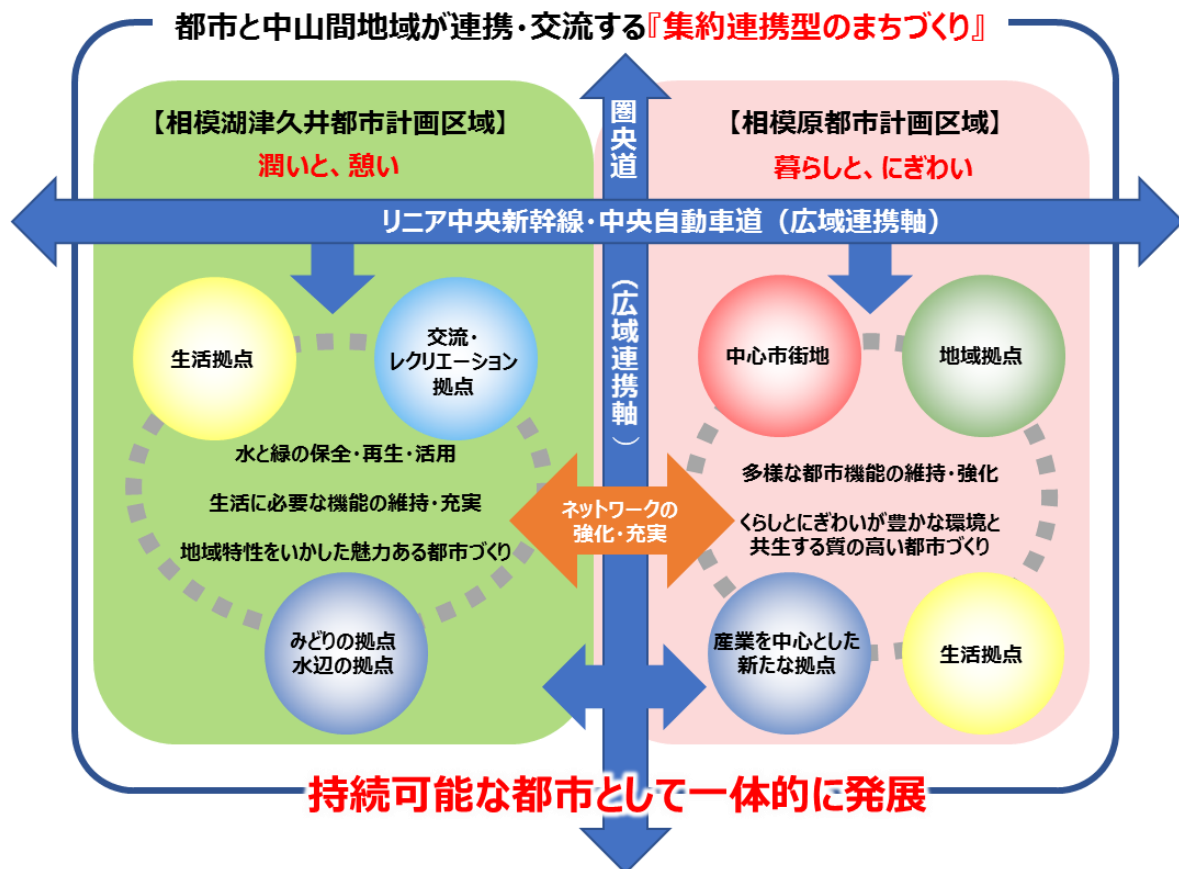 都市と中山間地域が連携・交流する『集約連携型のまちづくり』
【相模湖津久井都市計画区域】
潤いと、憩い
圏央道
（広域連携軸）
【相模原都市計画区域】
暮らしと、にぎわい
リニア中央新幹線・中央自動車道（広域連携軸）
生活拠点
交流・
レクリエーション
拠点
水と緑の保全・再生・活用
生活に必要な機能の維持・充実
地域特性をいかした魅力ある都市づくり
みどりの拠点
水辺の拠点
ネットワークの
強化・充実
中心市街地
地域拠点
多様な都市機能の維持・強化
くらしとにぎわいが豊かな環境と
共生する質の高い都市づくり
産業を中心とした
新たな拠点
生活拠点
持続可能な都市として一体的に発展